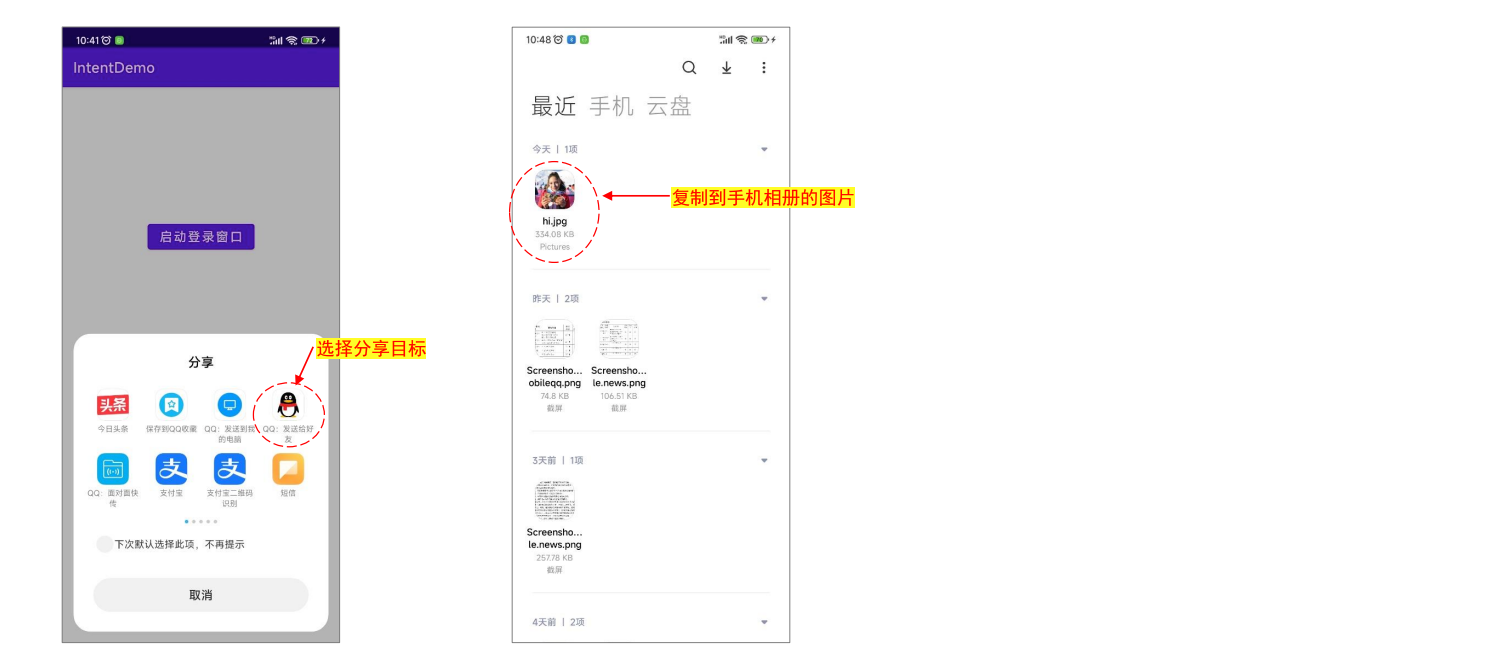 10:41
IntentDemo
启动登录窗口
分享
选择分享目标
头条
今日头条
保存到QQ收藏
QQ：发送到我
的电脑
QQ：发送给好
友
支
支
QQ：面对面快
传
支付宝
支付宝二维码
识别
短信
下次默认选择此项，不再提示
取消
10:48
最近 手机 云盘
今天 | 1项
复制到手机相册的图片
hi.jpg
334.08 KB
Pictures
昨天 | 2项
Screensho...
obileqq.png
74.8 KB
截屏
Screensho...
le.news.png
106.51 KB
截屏
3天前 | 1项
Screensho...
le.news.png
257.78 KB
截屏
4天前 | 2项